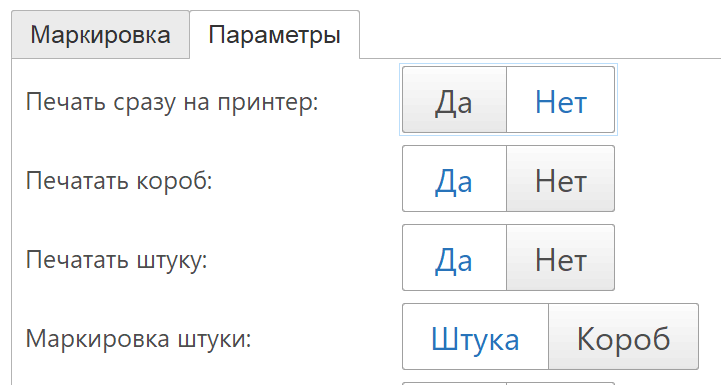 Маркировка Параметры
Печать сразу на принтер: Да Нет
Печатать короб: Да Нет
Печатать штуку: Да Нет
Маркировка штуки: Штука Короб